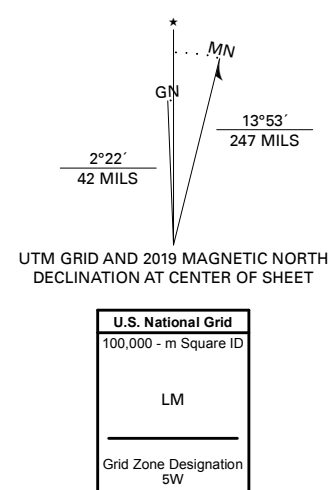 ★
MN
GN
13°53´
247 MILS
2°22´
42 MILS
UTM GRID AND 2019 MAGNETIC NORTH
DECLINATION AT CENTER OF SHEET
U.S. National Grid
100,000 - m Square ID
LM
Grid Zone Designation
5W